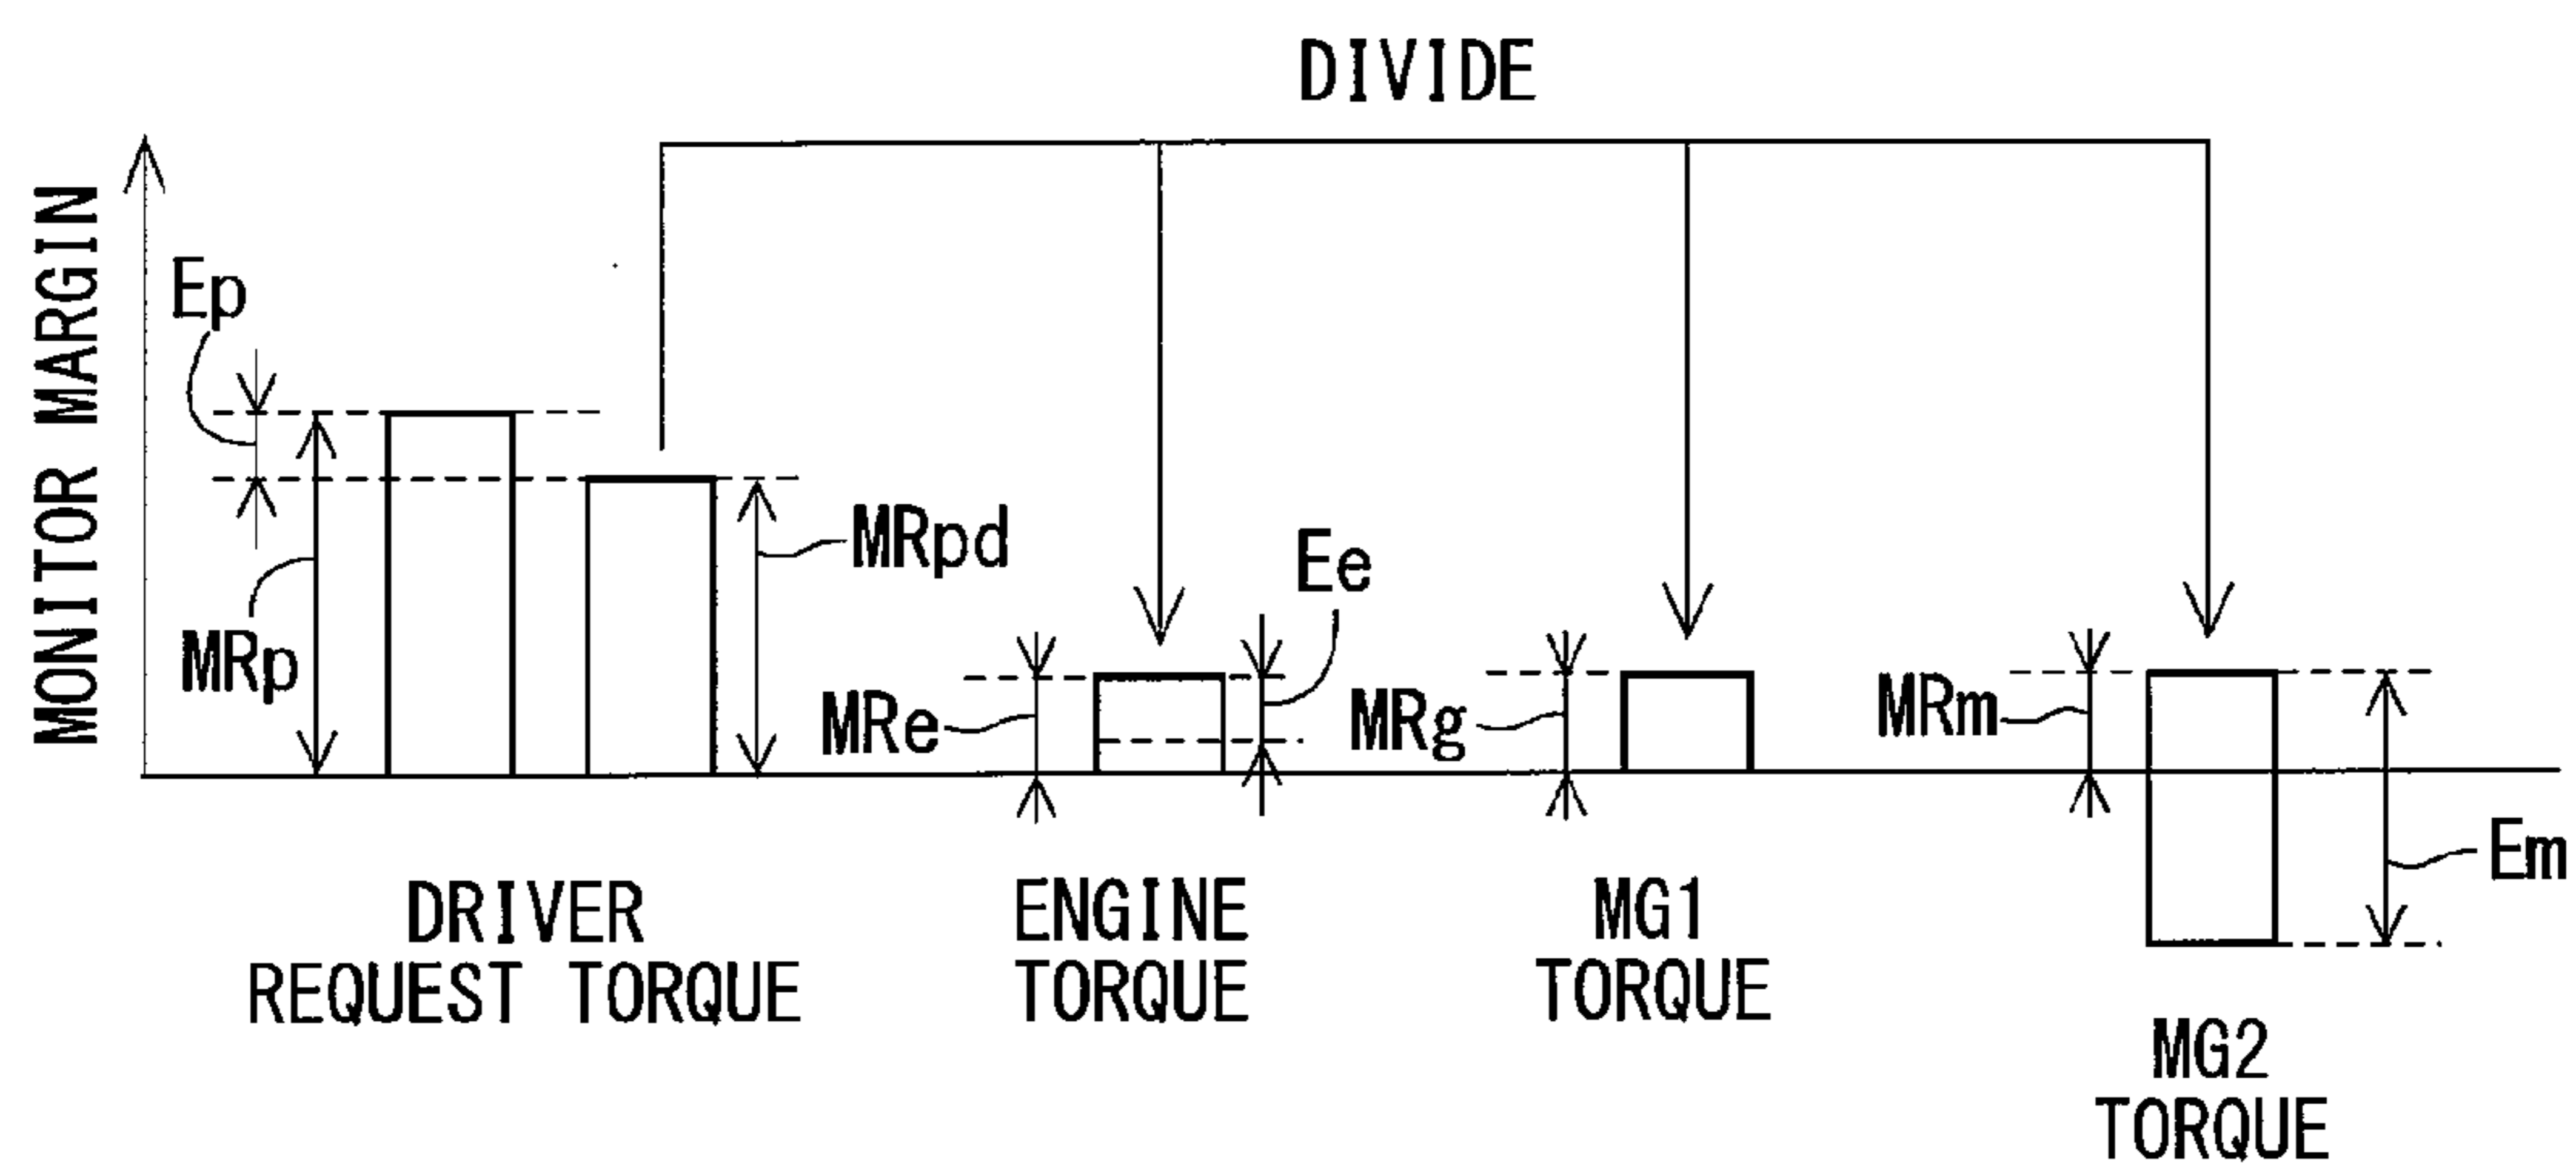 DIVIDE
MONITOR MARGIN
Ep
MRp
MRpd
MRe
Ee
MRg
MRm
Em
DRIVER
REQUEST TORQUE
ENGINE
TORQUE
MG1
TORQUE
MG2
TORQUE